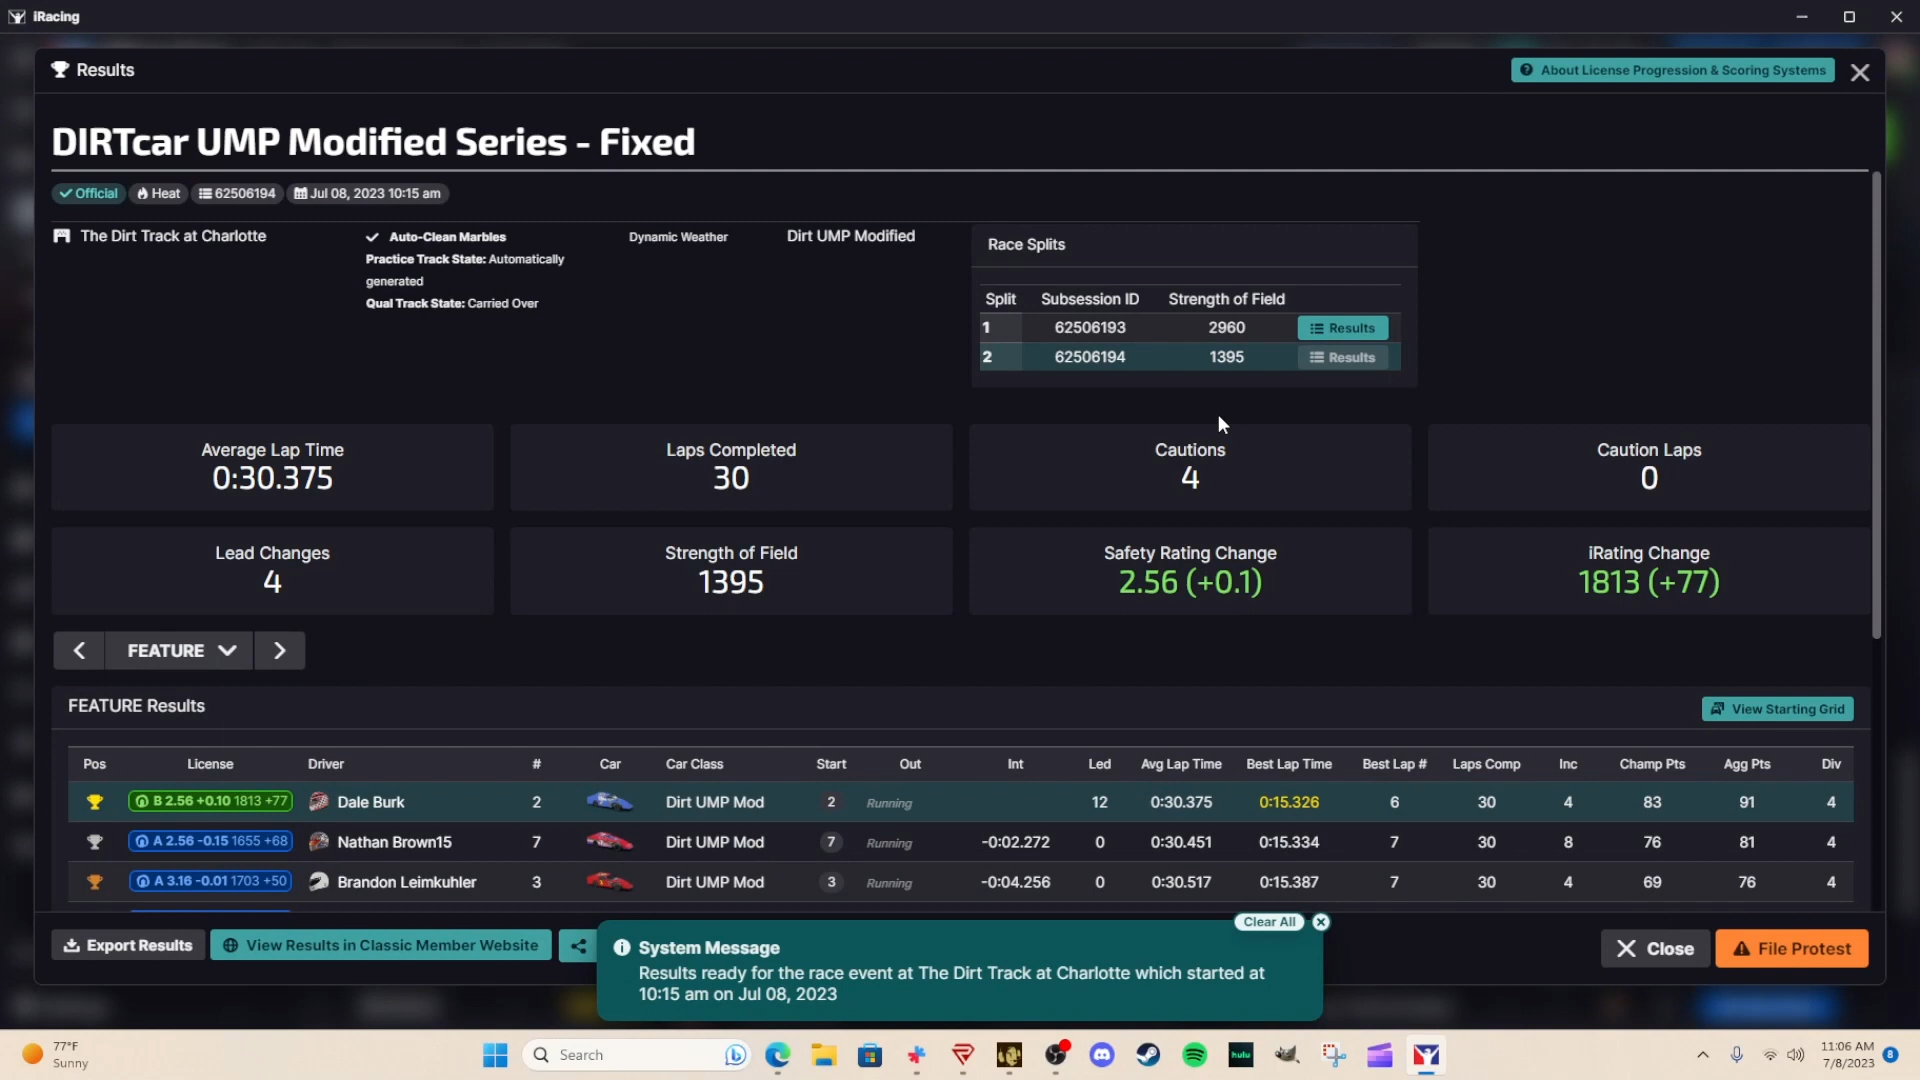 iRacing
Results
About License Progression & Scoring Systems
DIRTcar UMP Modified Series - Fixed
Official Heat 62506194 Jul 08, 2023 10:15 am
The Dirt Track at Charlotte
Auto-Clean Marbles
Practice Track State: Automatically
generated
Qual Track State: Carried Over
Dynamic Weather
Dirt UMP Modified
Race Splits
Split Subsession ID Strength of Field
1 62506193 2960 Results
2 62506194 1395 Results
Average Lap Time
0:30.375
Laps Completed
30
Cautions
4
Caution Laps
0
Lead Changes
4
Strength of Field
1395
Safety Rating Change
2.56 (+0.1)
iRating Change
1813 (+77)
FEATURE
FEATURE Results
View Starting Grid
Pos License Driver # Car Car Class Start Out Int Led Avg Lap Time Best Lap Time Best Lap # Laps Comp Inc Champ Pts Agg Pts Div
B 2.56 +0.10 1813 +77 Dale Burk 2 Dirt UMP Mod 2 Running 12 0:30.375 0:15.326 6 30 4 83 91 4
A 2.56 -0.15 1655 +68 Nathan Brown15 7 Dirt UMP Mod 7 Running -0:02.272 0 0:30.451 0:15.334 7 30 8 76 81 4
A 3.16 -0.01 1703 +50 Brandon Leimkuhler 3 Dirt UMP Mod 3 Running -0:04.256 0 0:30.517 0:15.387 7 30 4 69 76 4
Export Results
View Results in Classic Member Website
Clear All
System Message
Results ready for the race event at The Dirt Track at Charlotte which started at
10:15 am on Jul 08, 2023
Close
File Protest
77°F
Sunny
Search
hulu
11:06 AM
7/8/2023
8